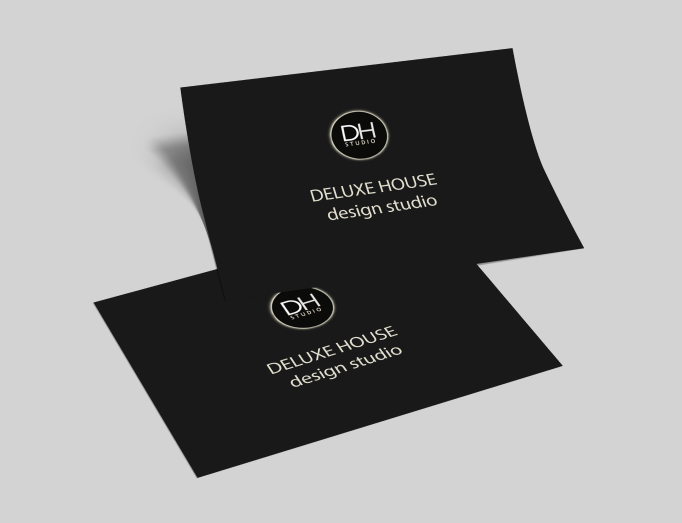 DH
STUDIO
DELUXE HOUSE
design studio
DH
STUDIO
DELUXE HOUSE
design studio